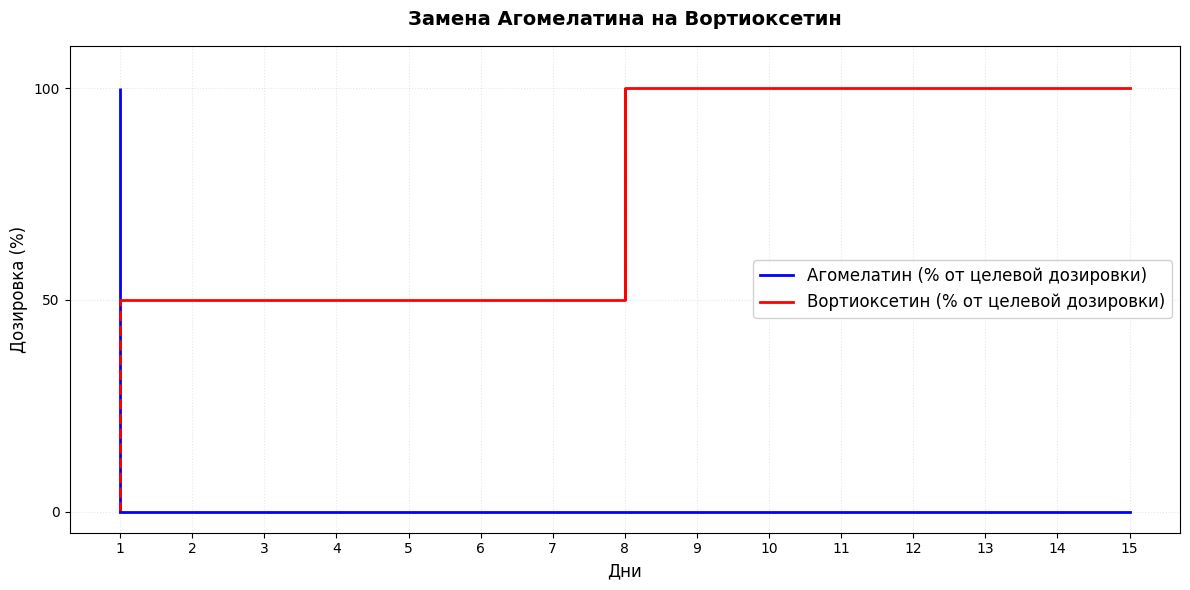 Замена Агомелатина на Вортиоксетин
Дозировка (%)
100
50
0
Агомелатин (% от целевой дозировки)
Вортиоксетин (% от целевой дозировки)
1 2 3 4 5 6 7 8 9 10 11 12 13 14 15
Дни